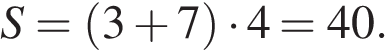 S = (3 + 7) · 4 = 40.